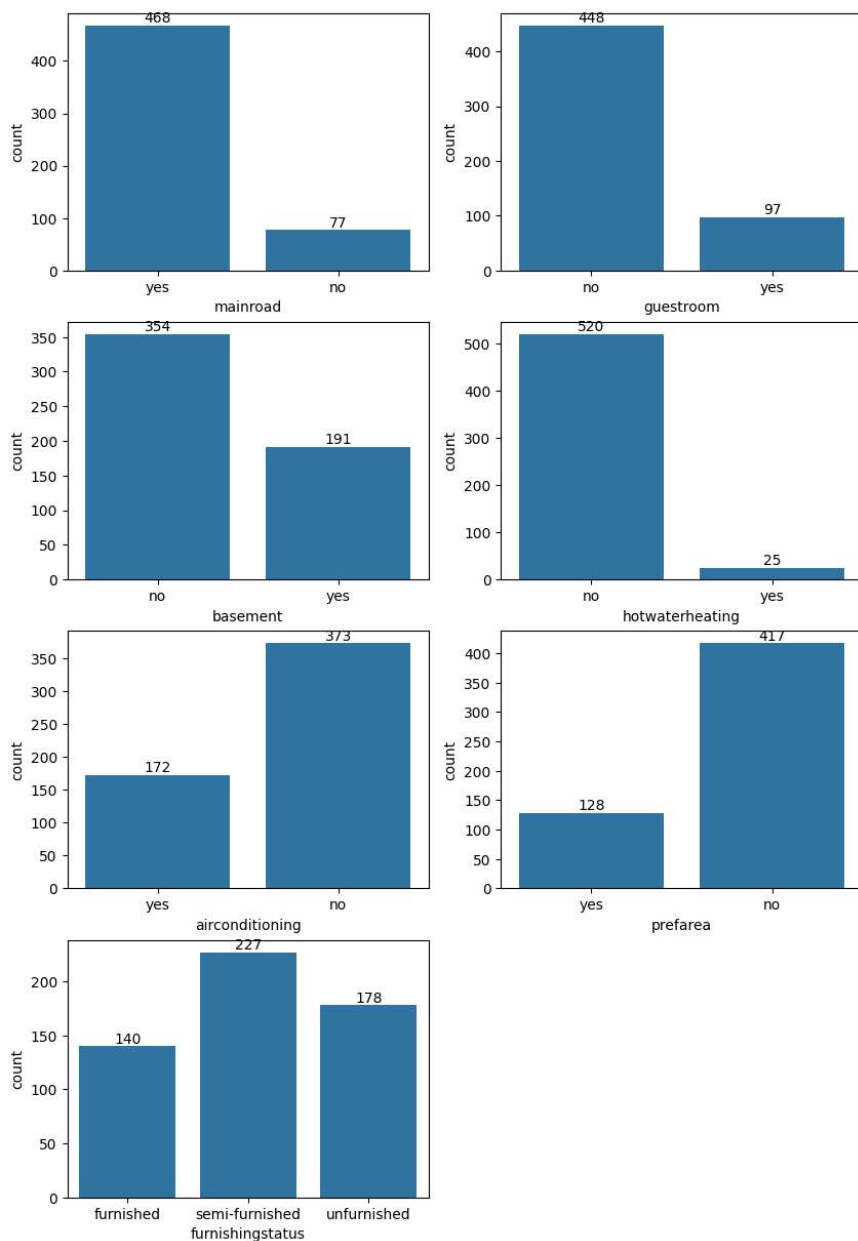 468
400
300
200
100
0
count
77
yes
no
mainroad
448
400
300
200
100
0
count
97
no
yes
guestroom
354
350
300
250
200
150
100
50
0
count
191
no
yes
basement
520
500
400
300
200
100
0
count
25
no
yes
hotwaterheating
373
350
300
250
200
150
100
50
0
count
172
yes
no
airconditioning
417
400
350
300
250
200
150
100
50
0
count
128
yes
no
prefarea
227
200
150
100
50
0
count
140
178
furnished
semi-furnished
unfurnished
furnishingstatus